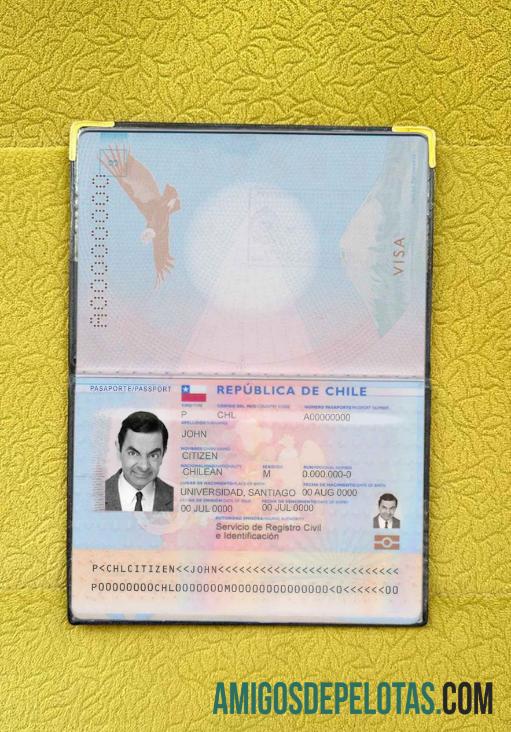 A00000000
VISA
PASAPORTE/PASSPORT
REPÚBLICA DE CHILE
P CHL A00000000
JOHN
CITIZEN
CHILEAN M 0.000.000-0
UNIVERSIDAD, SANTIAGO 00 AUG 0000
00 JUL 0000 00 JUL 0000
Servicio de Registro Civil
e Identificación
P<CHLCITIZEN<<JOHN<<<<<<<<<<<<<<<<<<<<<<<<<<
P00000000CHL0000000M00000000000000<0<<<<<<00
AMIGOSDEPELOTAS.COM